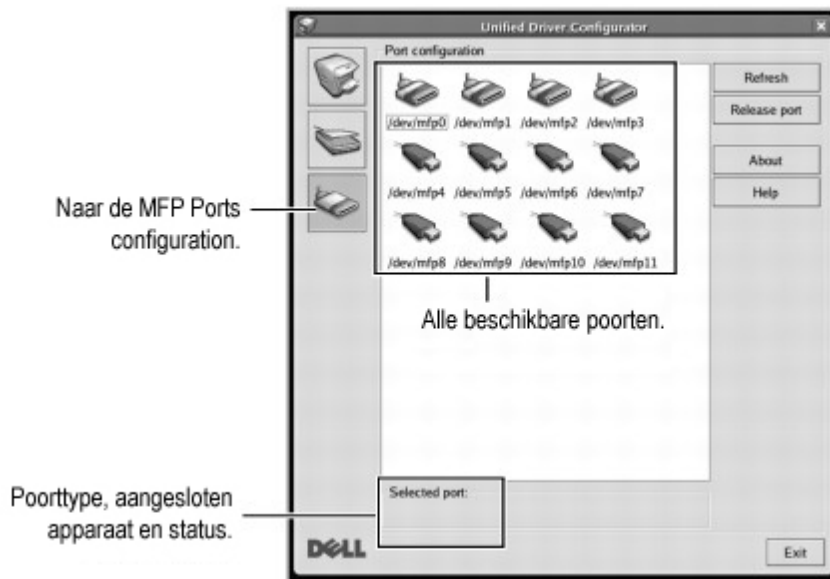 Unified Driver Configurator
Port configuration
Refresh
Release port
About
Help
/dev/mfp0 /dev/mfp1 /dev/mfp2 /dev/mfp3
/dev/mfp4 /dev/mfp5 /dev/mfp6 /dev/mfp7
/dev/mfp8 /dev/mfp9 /dev/mfp10 /dev/mfp11
Naar de MFP Ports
configuration.
Alle beschikbare poorten.
Selected port:
Poorttype, aangesloten
apparaat en status.
DELL
Exit